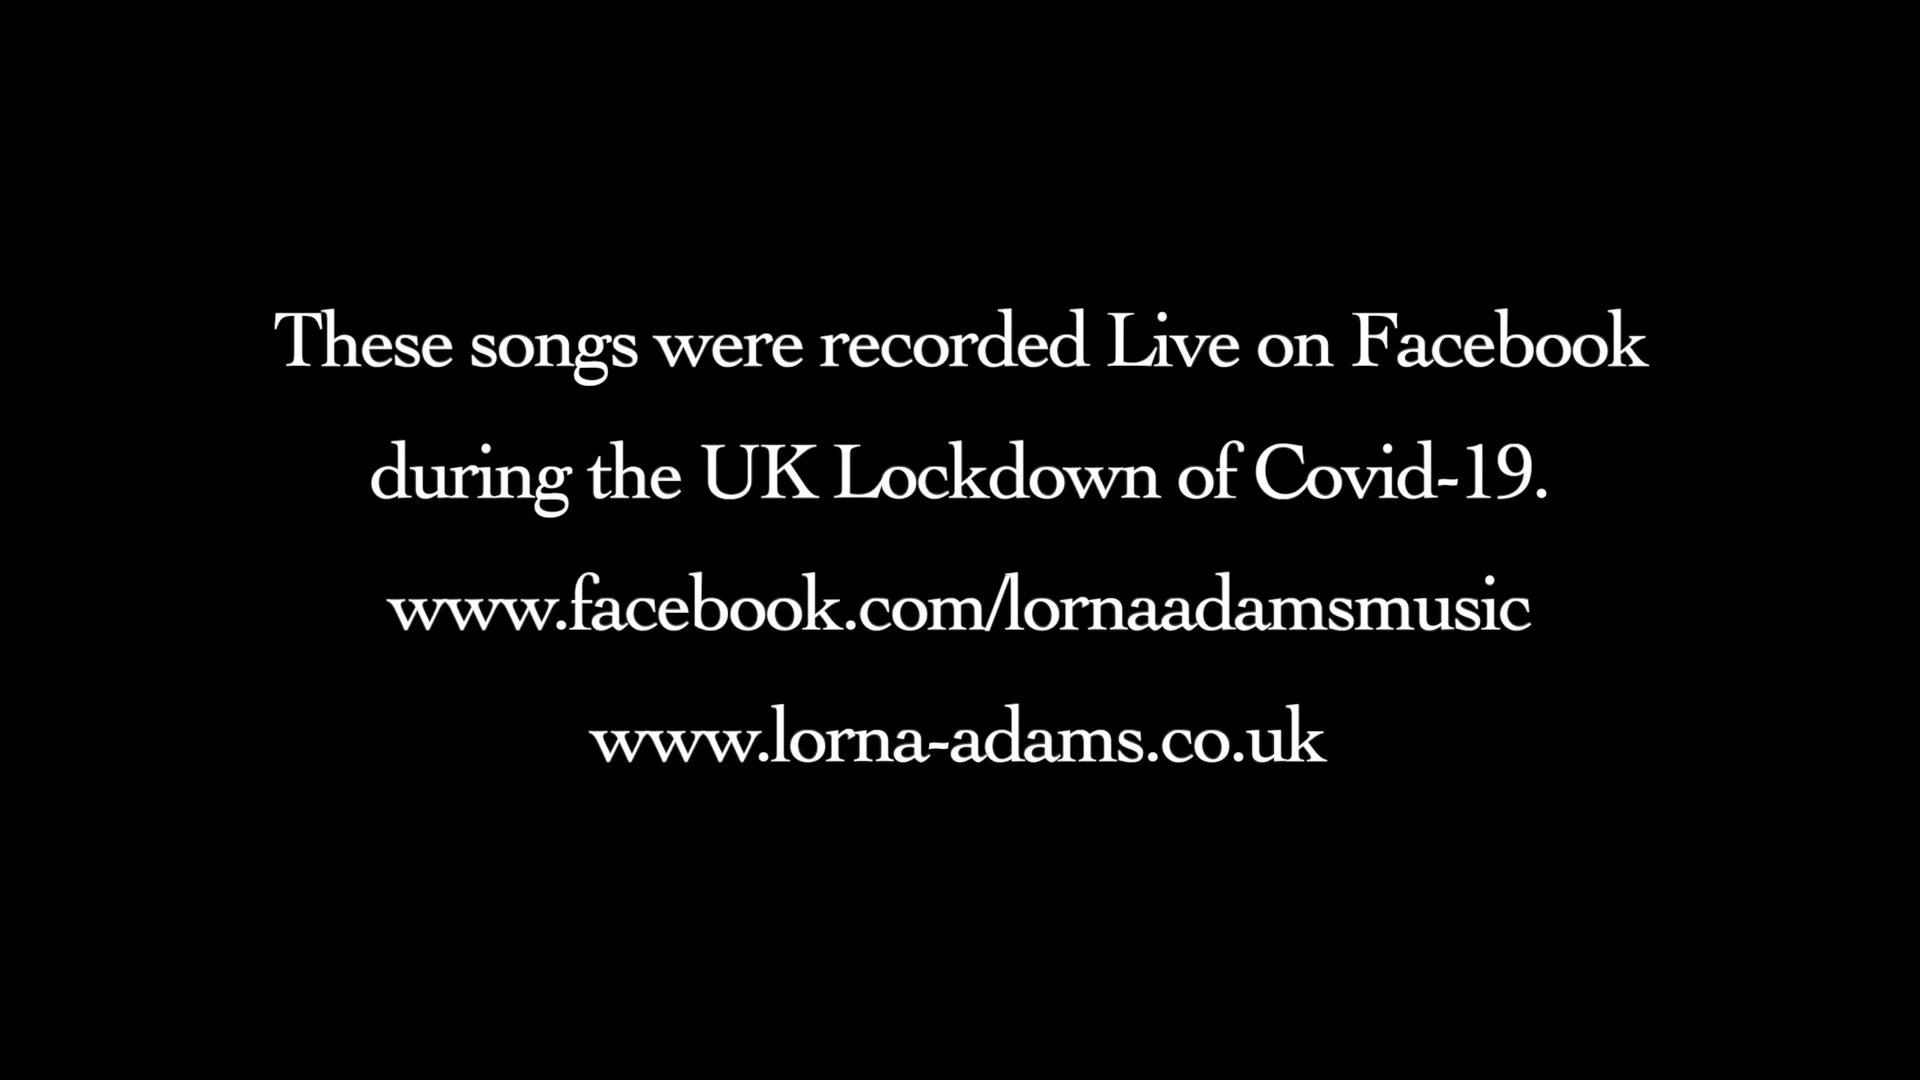 These songs were recorded Live on Facebook
during the UK Lockdown of Covid-19.
www.facebook.com/lornaadamsmusic
www.lorna-adams.co.uk